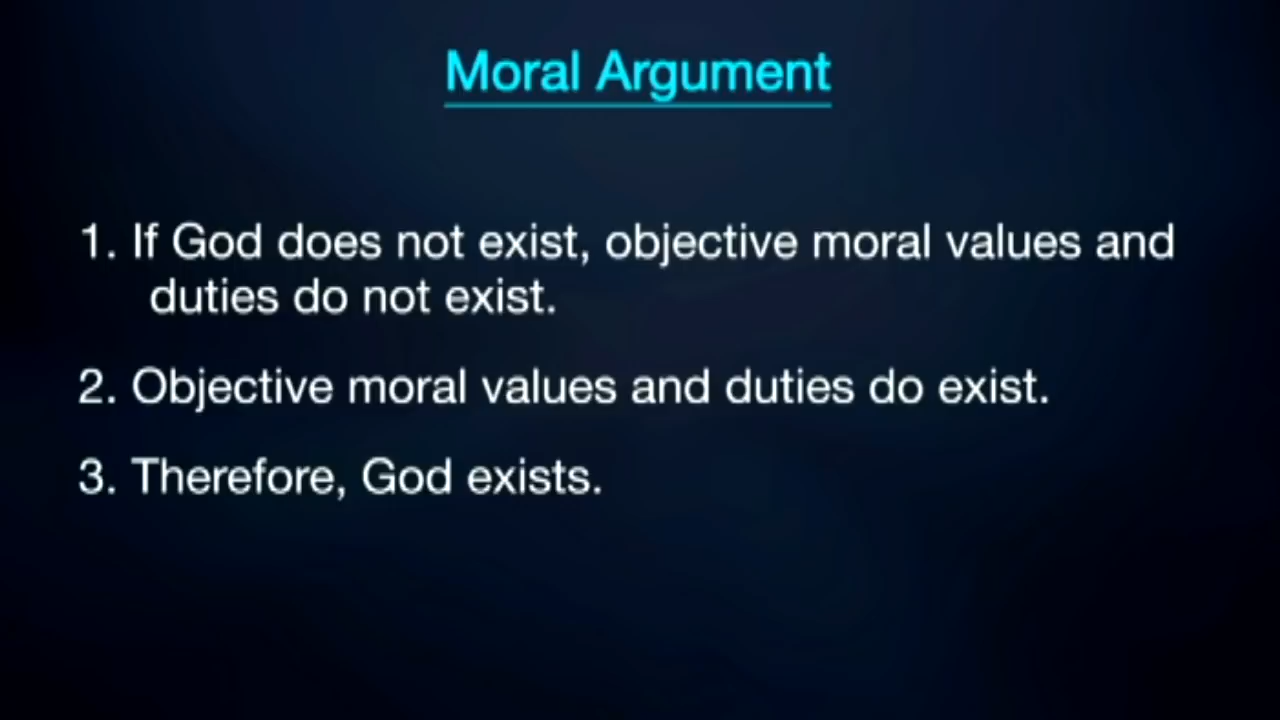 Moral Argument
1. If God does not exist, objective moral values and
duties do not exist.
2. Objective moral values and duties do exist.
3. Therefore, God exists.